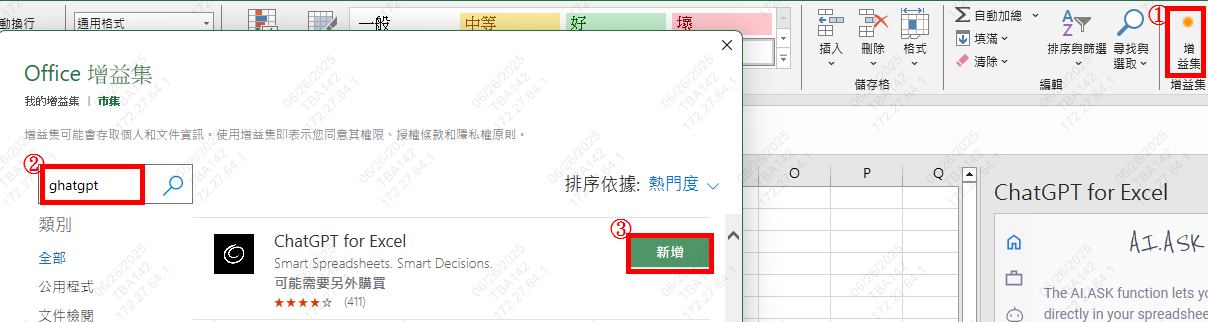 動換行
通用格式
一般
中等
好
壞
插入
刪除
格式
儲存格
自動加總
填滿
清除
排序與篩選
尋找與
選取
編輯
①
增
益集
增益集
Office 增益集
我的增益集 | 市集
增益集可能會存取個人和文件資訊。使用增益集即表示您同意其權限、授權條款和隱私權原則。
②
ghatgpt
排序依據: 熱門度
類別
全部
公用程式
文件檢閱
ChatGPT for Excel
Smart Spreadsheets. Smart Decisions.
可能需要另外購買
(411)
③
新增
O
P
Q
ChatGPT for Excel
AI.ASK
The AI.ASK function lets yo
directly in your spreadshee
06/26/2025
TBA142
172.27.64.1